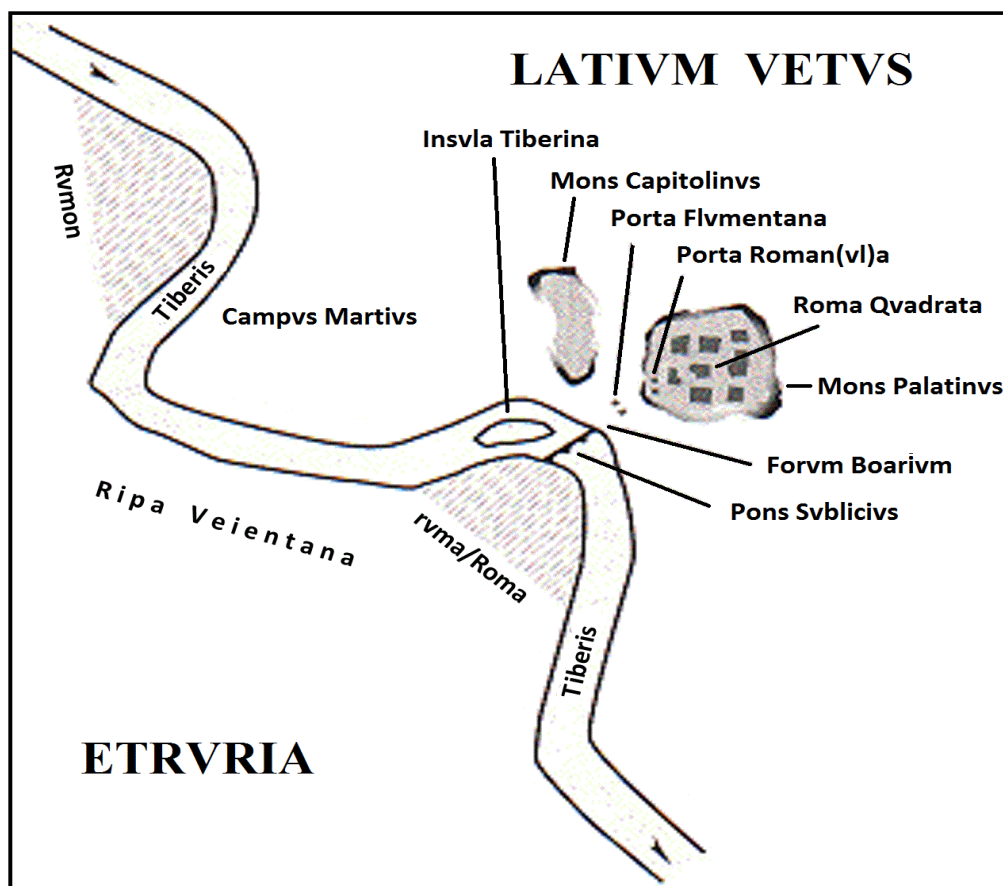 LATIVM VETVS
Insvla Tiberina
Mons Capitolinvs
Porta Flvmentana
Porta Roman(vl)a
Roma Qvadrata
Mons Palatinvs
Rvmon
Tiberis
Campvs Martivs
Forvm Boarivm
Pons Svblicivs
Ripa Veientana
rvma/Roma
Tiberis
ETRVRIA